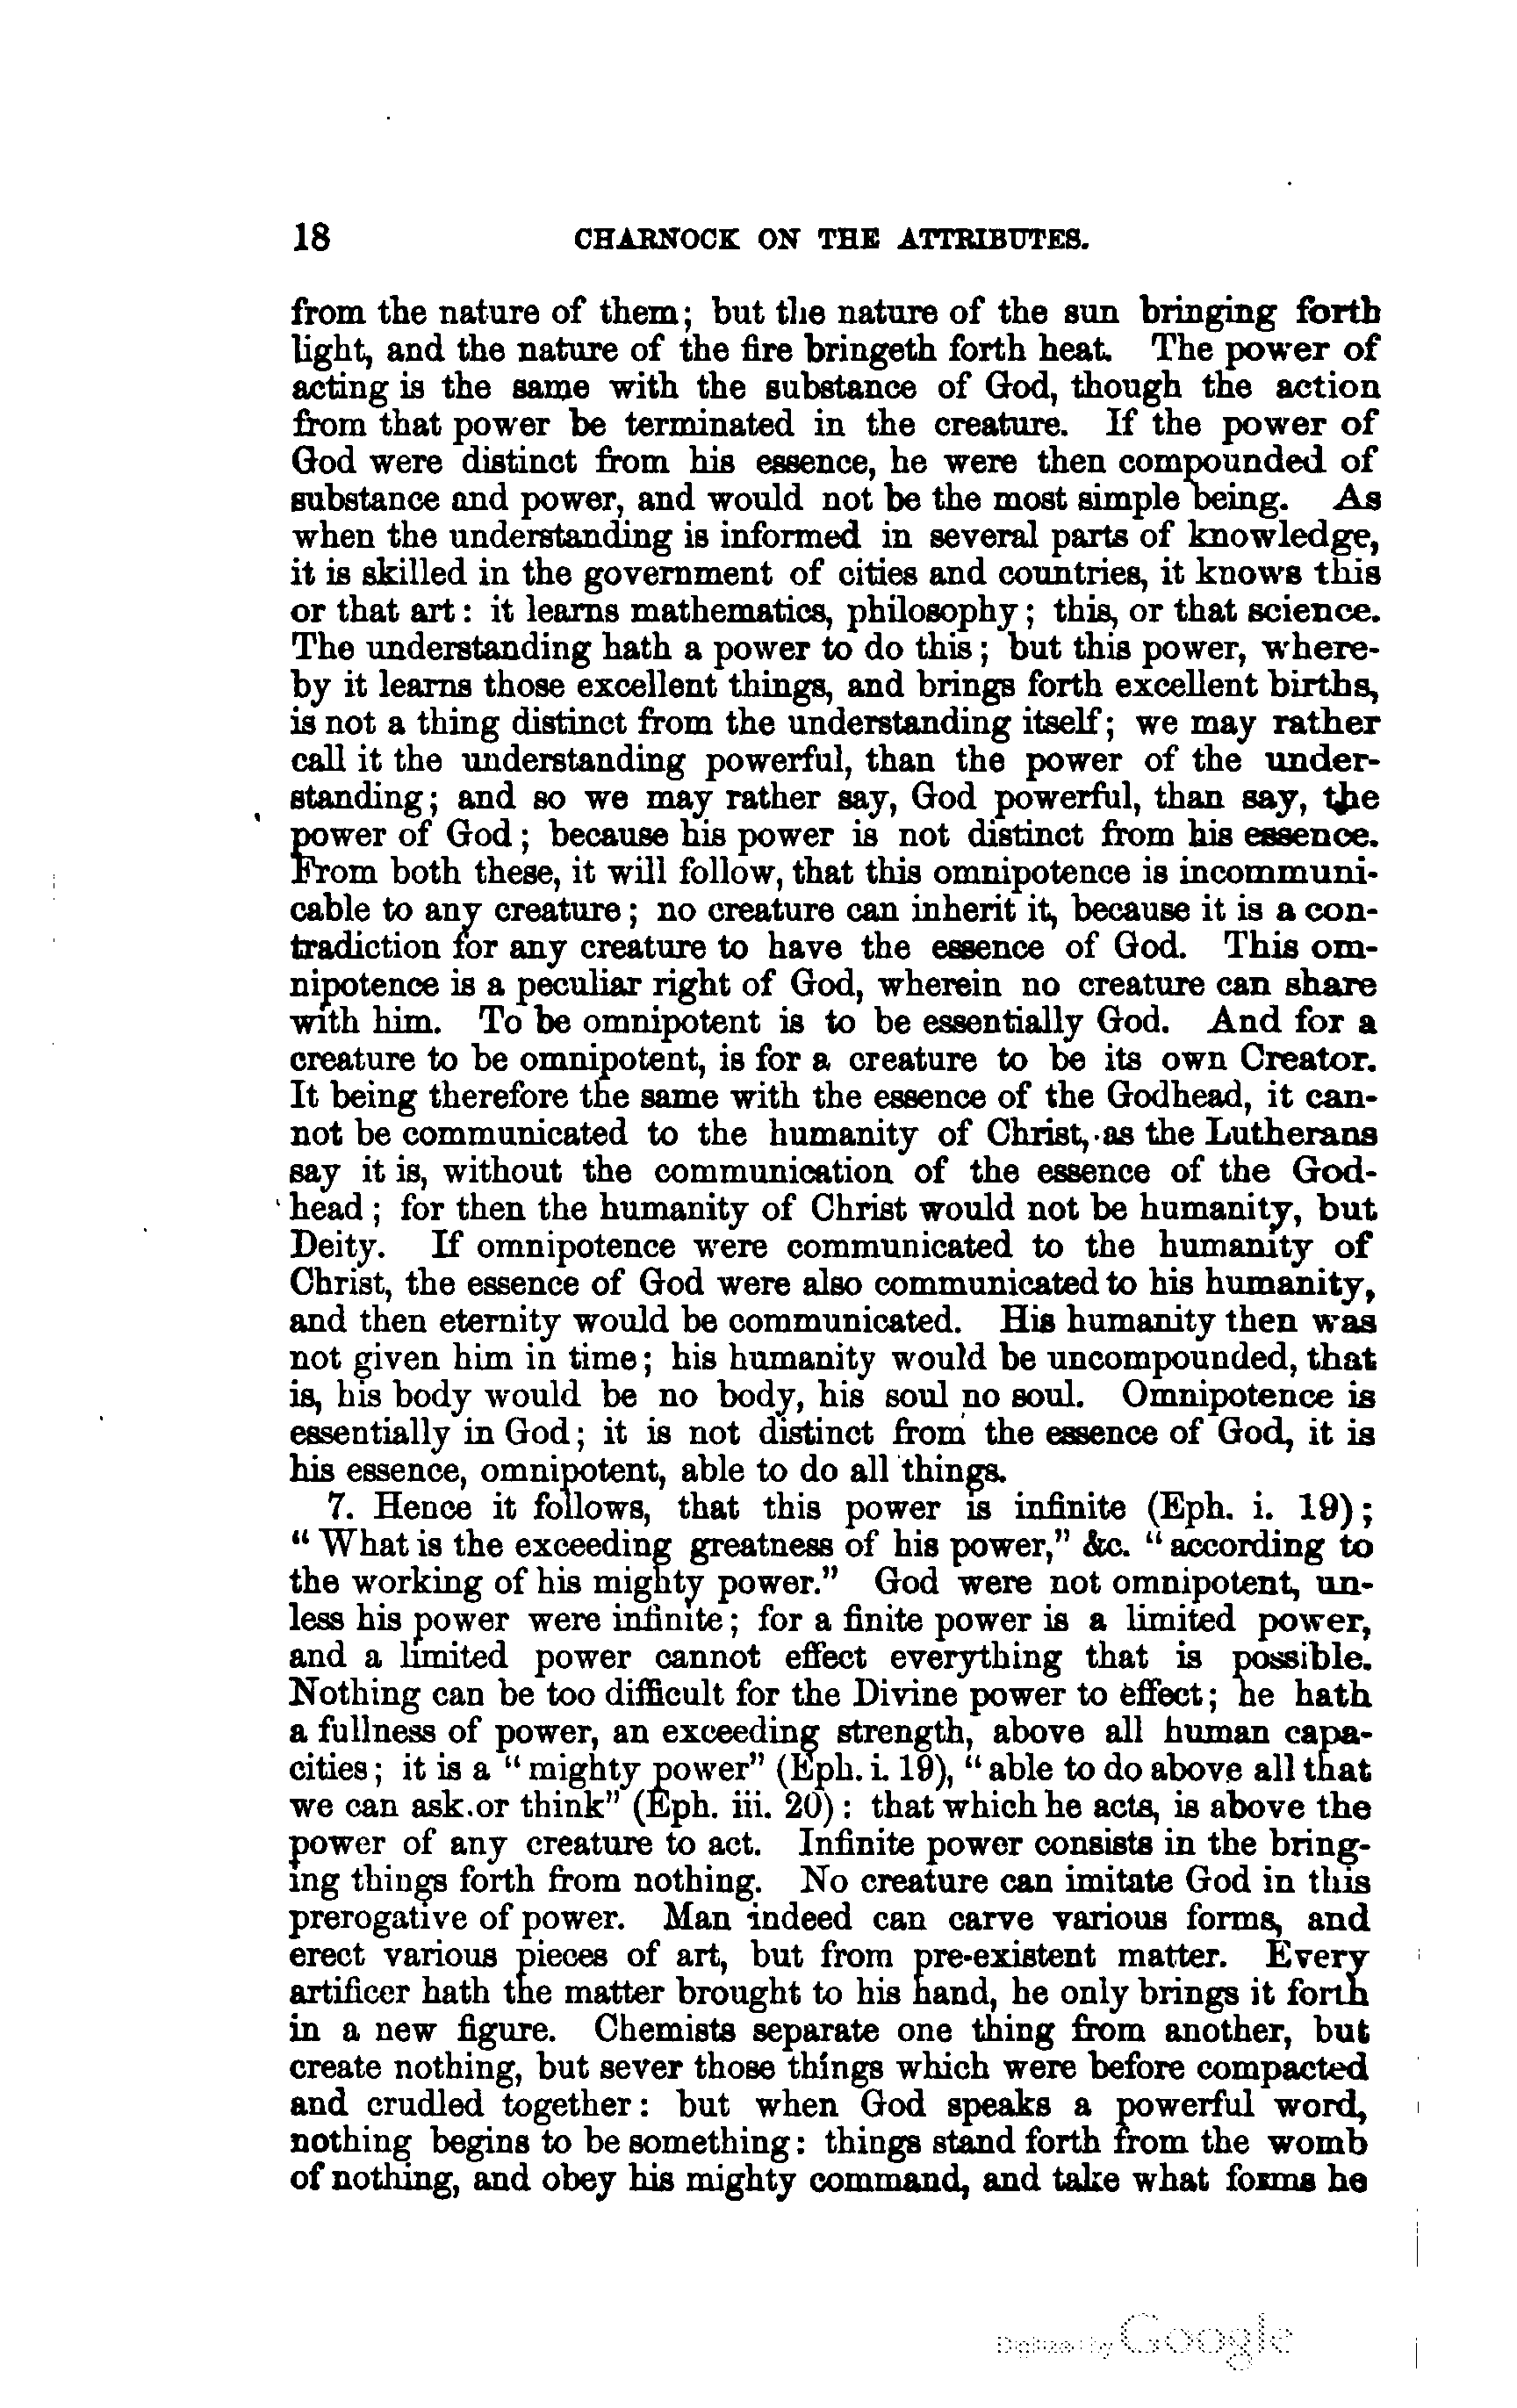 18 CHARNOCK ON THE ATTRIBUTES.
from the nature of them; but the nature of the sun bringing forth
light, and the nature of the fire bringeth forth heat. The power of
acting is the same with the substance of God, though the action
from that power be terminated in the creature. If the power of
God were distinct from his essence, he were then compounded of
substance and power, and would not be the most simple being. As
when the understanding is informed in several parts of knowledge,
it is skilled in the government of cities and countries, it knows this
or that art: it learns mathematics, philosophy; this, or that science.
The understanding hath a power to do this; but this power, where-
by it learns those excellent things, and brings forth excellent births,
is not a thing distinct from the understanding itself; we may rather
call it the understanding powerful, than the power of the under-
standing; and so we may rather say, God powerful, than say, the
power of God; because his power is not distinct from his essence.
From both these, it will follow, that this omnipotence is incommuni-
cable to any creature; no creature can inherit it, because it is a con-
tradiction for any creature to have the essence of God. This om-
nipotence is a peculiar right of God, wherein no creature can share
with him. To be omnipotent is to be essentially God. And for a
creature to be omnipotent, is for a creature to be its own Creator.
It being therefore the same with the essence of the Godhead, it can-
not be communicated to the humanity of Christ, as the Lutherans
say it is, without the communication of the essence of the God-
head; for then the humanity of Christ would not be humanity, but
Deity. If omnipotence were communicated to the humanity of
Christ, the essence of God were also communicated to his humanity,
and then eternity would be communicated. His humanity then was
not given him in time; his humanity would be uncompounded, that
is, his body would be no body, his soul no soul. Omnipotence is
essentially in God; it is not distinct from the essence of God, it is
his essence, omnipotent, able to do all things.
7. Hence it follows, that this power is infinite (Eph. i. 19);
"What is the exceeding greatness of his power," &c. "according to
the working of his mighty power." God were not omnipotent, un-
less his power were infinite; for a finite power is a limited power,
and a limited power cannot effect everything that is possible.
Nothing can be too difficult for the Divine power to effect; he hath
a fullness of power, an exceeding strength, above all human capa-
cities; it is a "mighty power" (Eph. i. 19), "able to do above all that
we can ask or think" (Eph. iii. 20): that which he acts, is above the
power of any creature to act. Infinite power consists in the bring-
ing things forth from nothing. No creature can imitate God in this
prerogative of power. Man indeed can carve various forms, and
erect various pieces of art, but from pre-existent matter. Every
artificer hath the matter brought to his hand, he only brings it forth
in a new figure. Chemists separate one thing from another, but
create nothing, but sever those things which were before compacted
and crudled together: but when God speaks a powerful word,
nothing begins to be something: things stand forth from the womb
of nothing, and obey his mighty command, and take what forms he
Digitized by Google